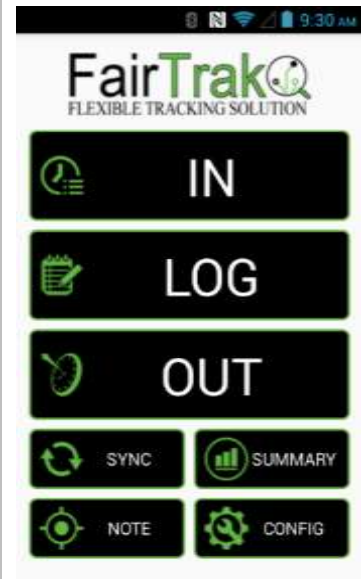 9:30 AM
FairTrak
FLEXIBLE TRACKING SOLUTION
IN
LOG
OUT
SYNC
SUMMARY
NOTE
CONFIG